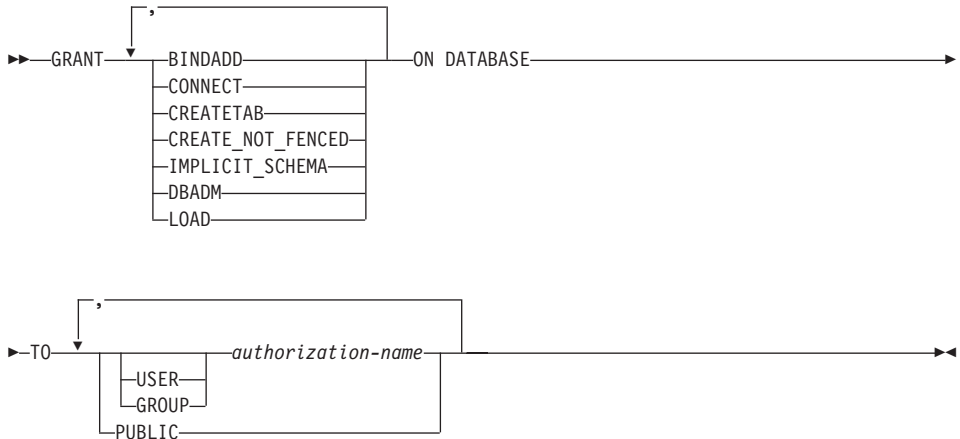 ,
GRANT BINDADD ON DATABASE
CONNECT
CREATETAB
CREATE_NOT_FENCED
IMPLICIT_SCHEMA
DBADM
LOAD
,
TO authorization-name
USER
GROUP
PUBLIC